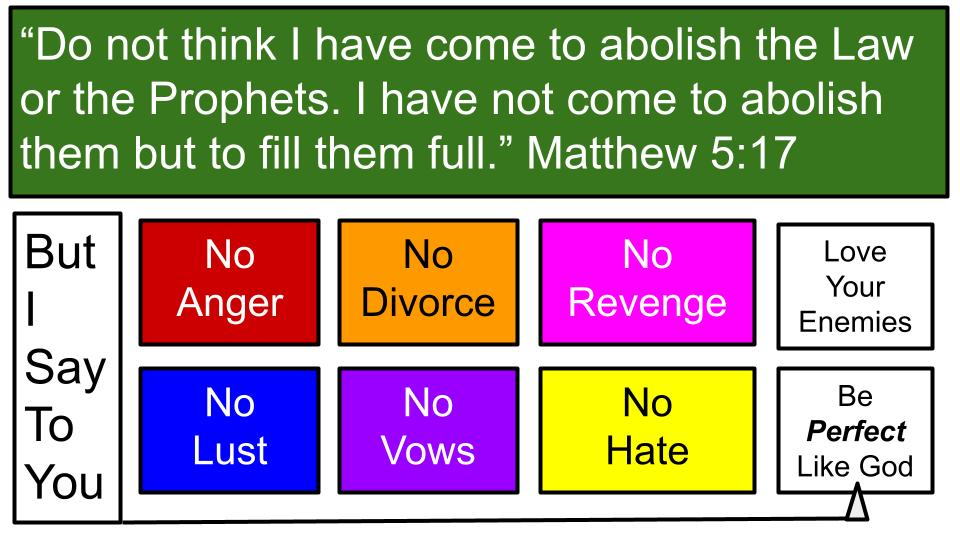 “Do not think I have come to abolish the Law
or the Prophets. I have not come to abolish
them but to fill them full.” Matthew 5:17
But
I
Say
To
You
No
Anger
No
Divorce
No
Revenge
Love
Your
Enemies
No
Lust
No
Vows
No
Hate
Be
Perfect
Like God